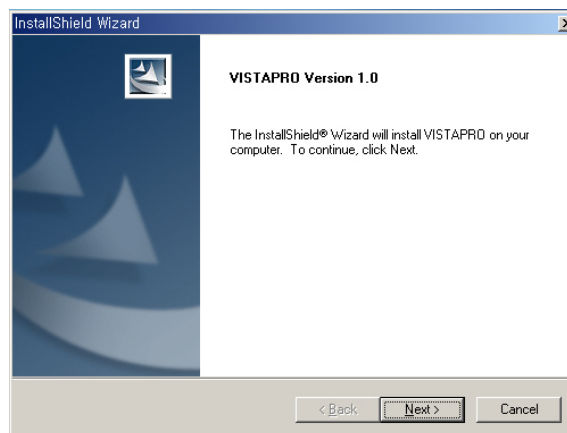 InstallShield Wizard
VISTAPRO Version 1.0
The InstallShield® Wizard will install VISTAPRO on your
computer. To continue, click Next.
< Back
Next >
Cancel